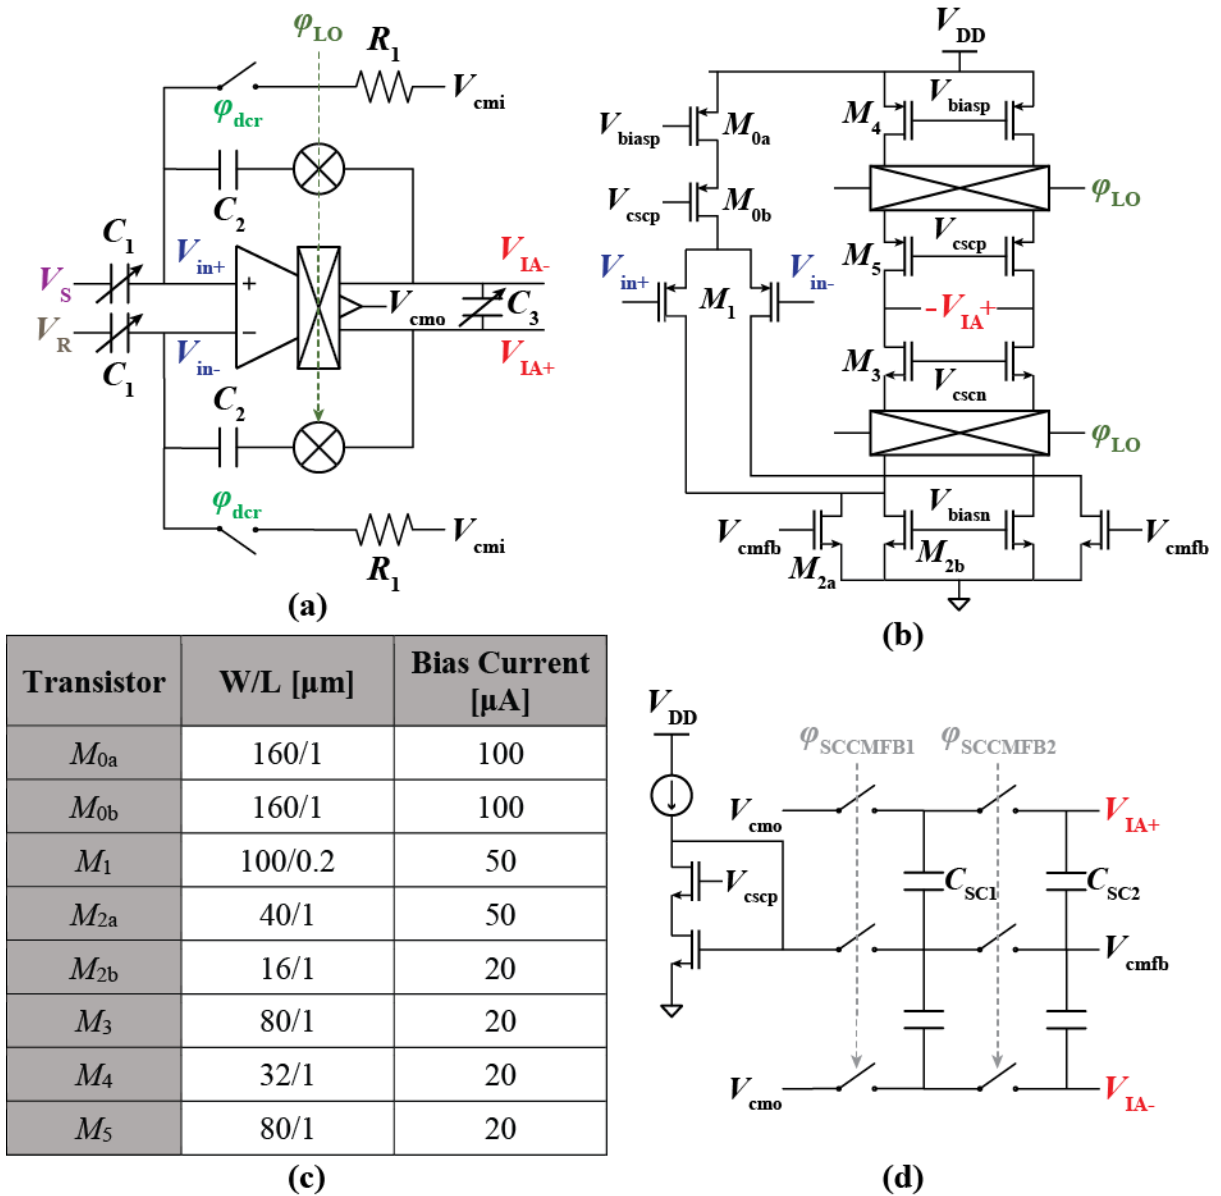 φLO
R1
Vcmi
φdcr
C2
C1
Vin+
VS
VIA-
+
Vcmo
C3
VR
−
Vin-
C1
VIA+
C2
φdcr
Vcmi
R1
(a)
VDD
Vbiasp
M0a
M4
Vbiasp
φLO
Vcscp
M0b
Vcscp
M5
Vin+
M1
Vin-
-VIA+
M3
Vcscn
φLO
Vbiasn
Vcmfb
M2a
M2b
Vcmfb
(b)
Transistor W/L [μm] Bias Current [μA]
M0a 160/1 100
M0b 160/1 100
M1 100/0.2 50
M2a 40/1 50
M2b 16/1 20
M3 80/1 20
M4 32/1 20
M5 80/1 20
(c)
VDD
φSCCMFB1 φSCCMFB2
Vcmo
VIA+
Vcscp
CSC1
CSC2
Vcmfb
Vcmo
VIA-
(d)